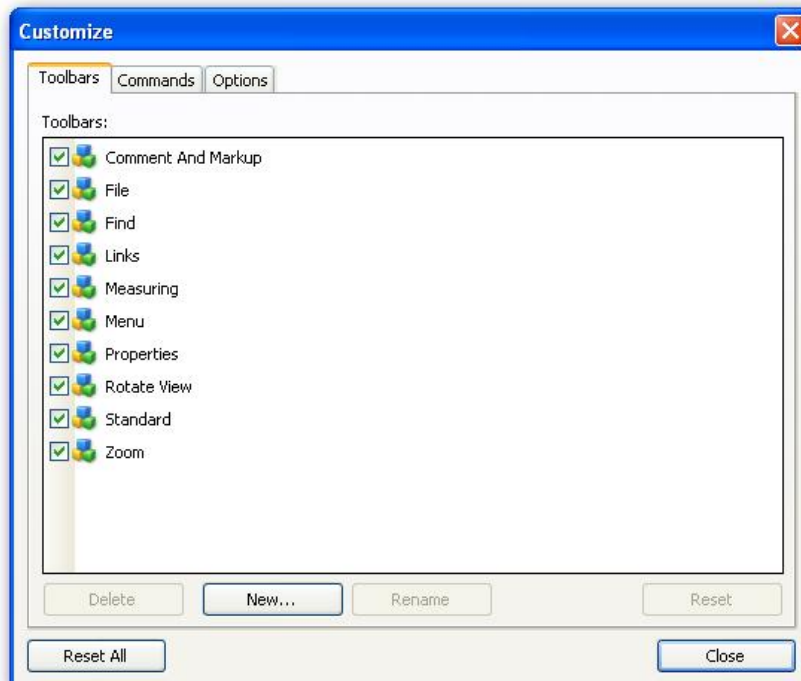 Customize
Toolbars Commands Options
Toolbars:
Comment And Markup
File
Find
Links
Measuring
Menu
Properties
Rotate View
Standard
Zoom
Delete New... Rename Reset
Reset All Close